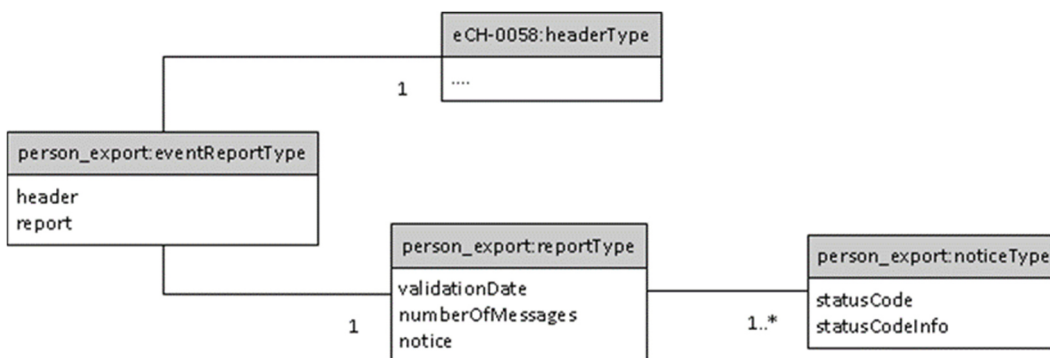 eCH-0058:headerType
....
1
person_export:eventReportType
header
report
person_export:reportType
validationDate
numberOfMessages
notice
1
person_export:noticeType
statusCode
statusCodeInfo
1..*